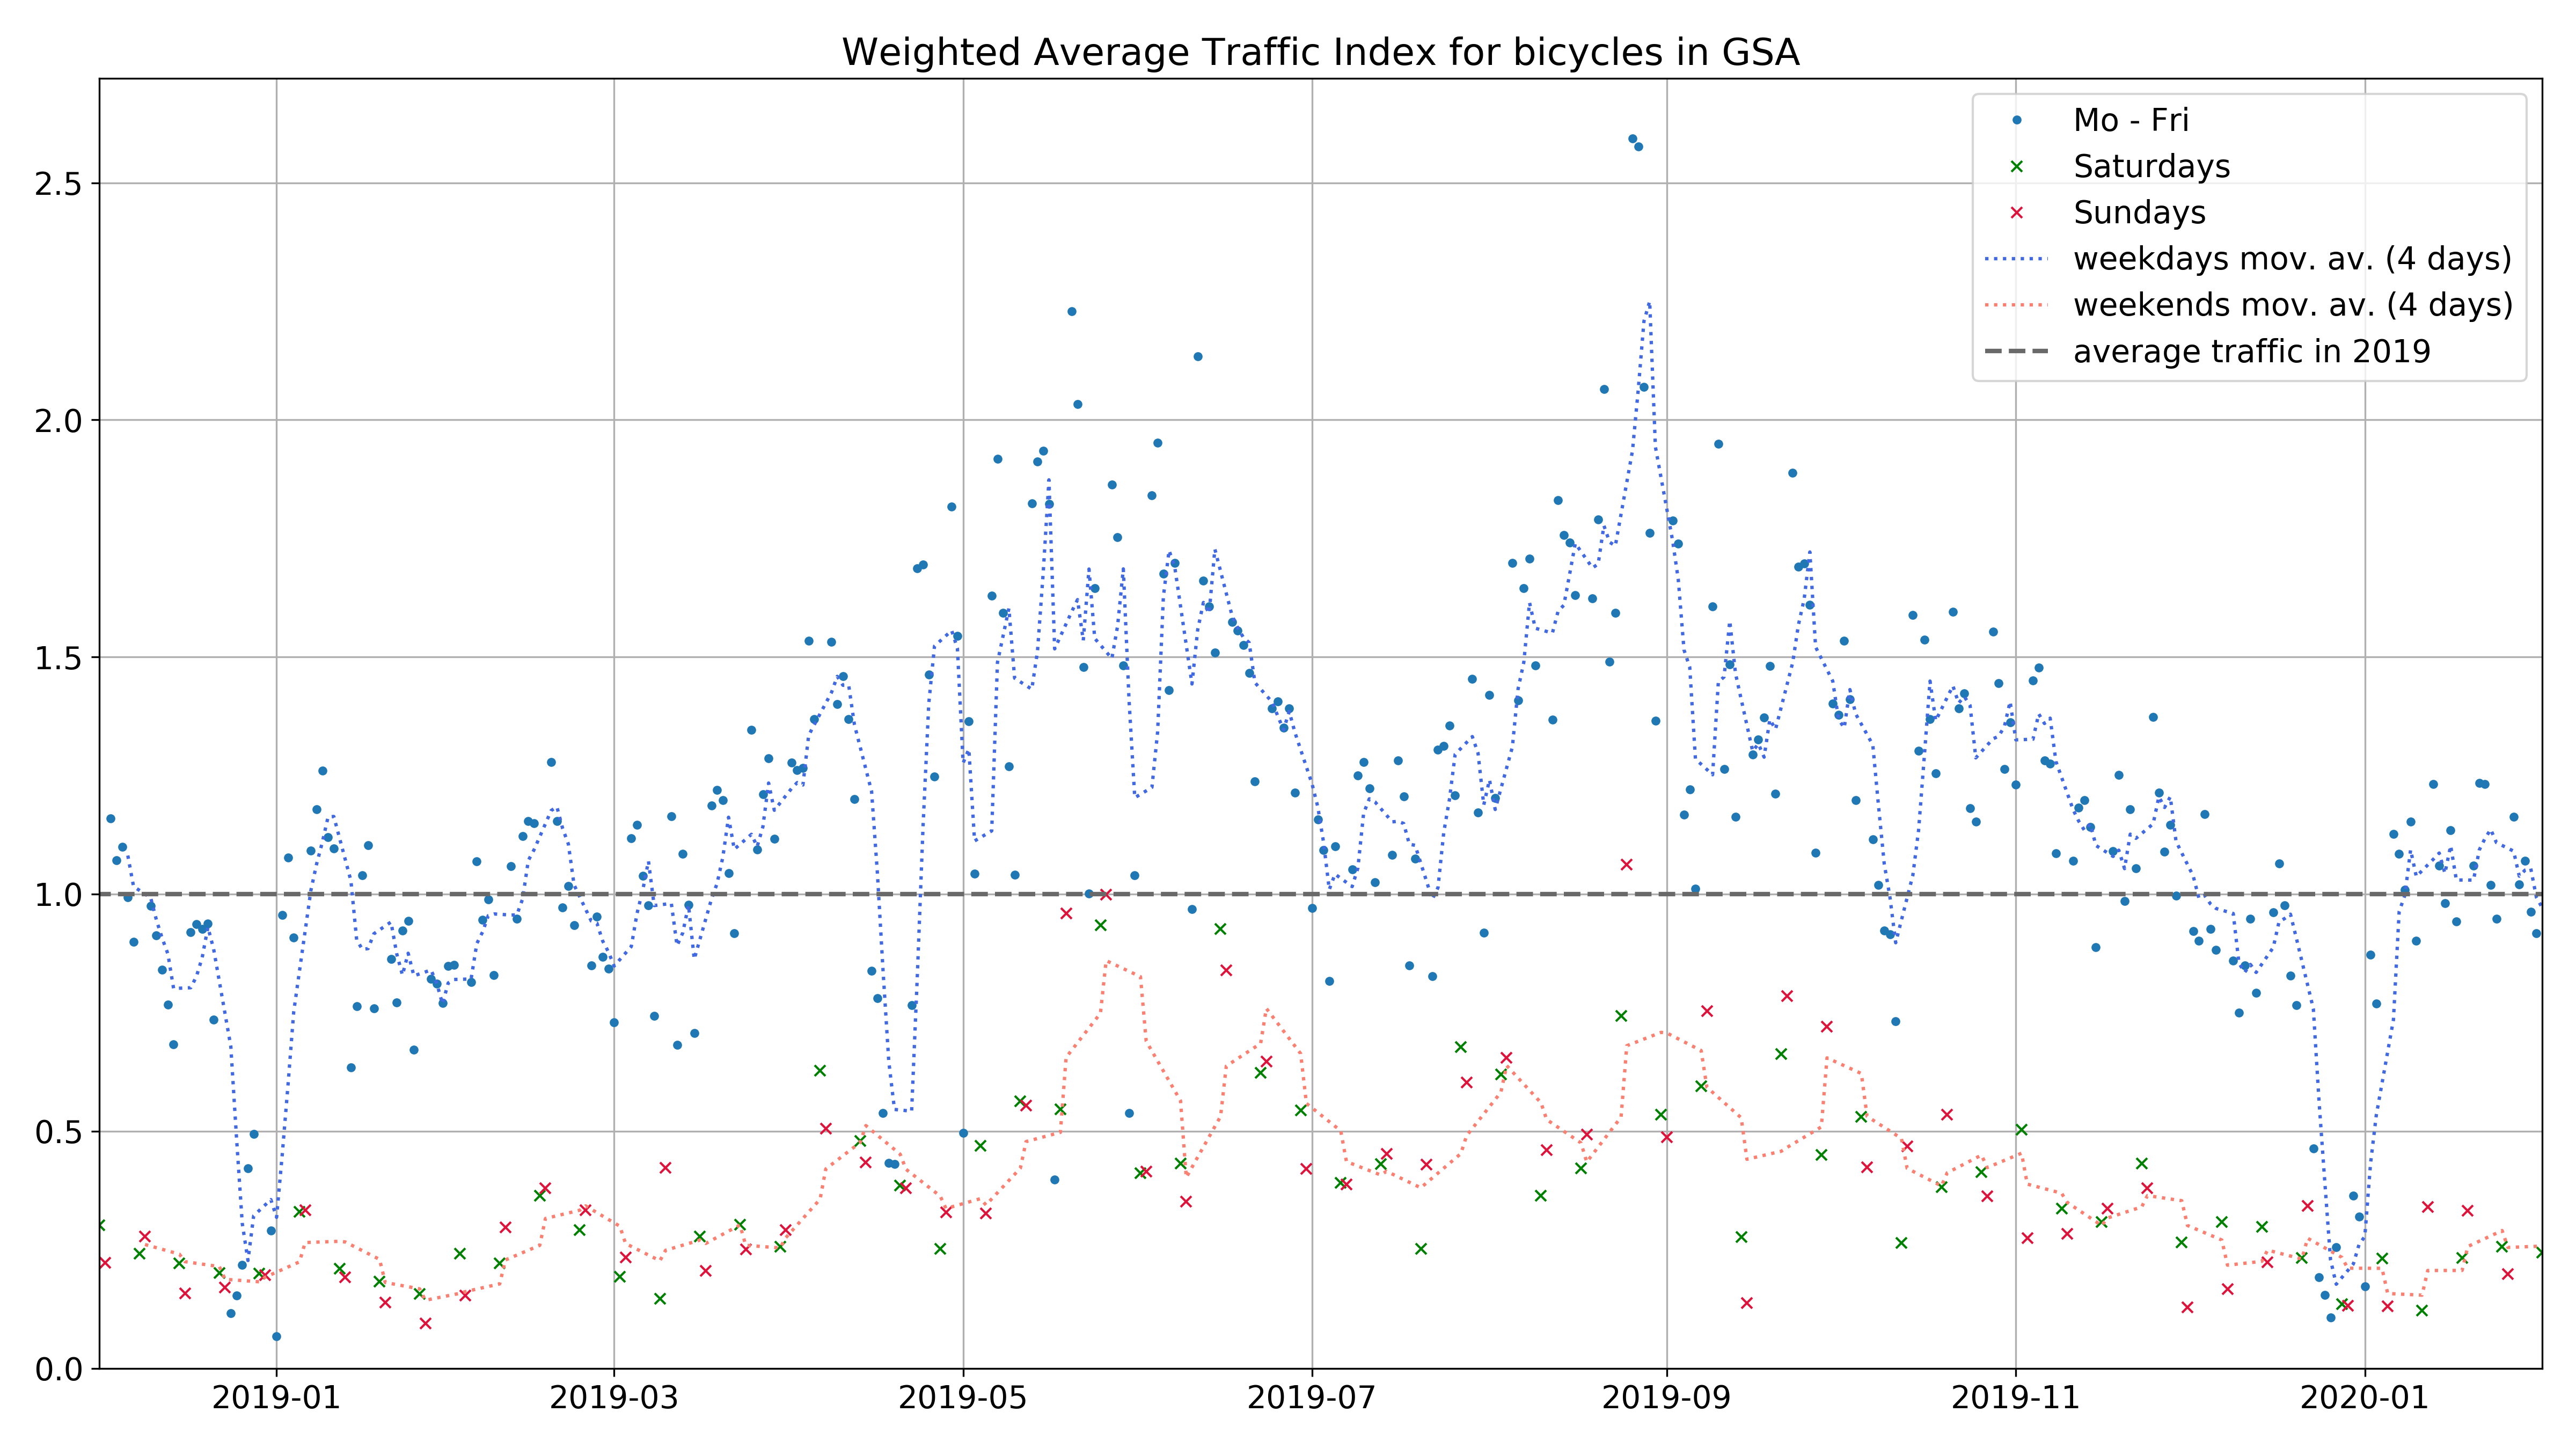 Weighted Average Traffic Index for bicycles in GSA
2.5
2.0
1.5
1.0
0.5
0.0
Mo - Fri
Saturdays
Sundays
weekdays mov. av. (4 days)
weekends mov. av. (4 days)
average traffic in 2019
2019-01 2019-03 2019-05 2019-07 2019-09 2019-11 2020-01